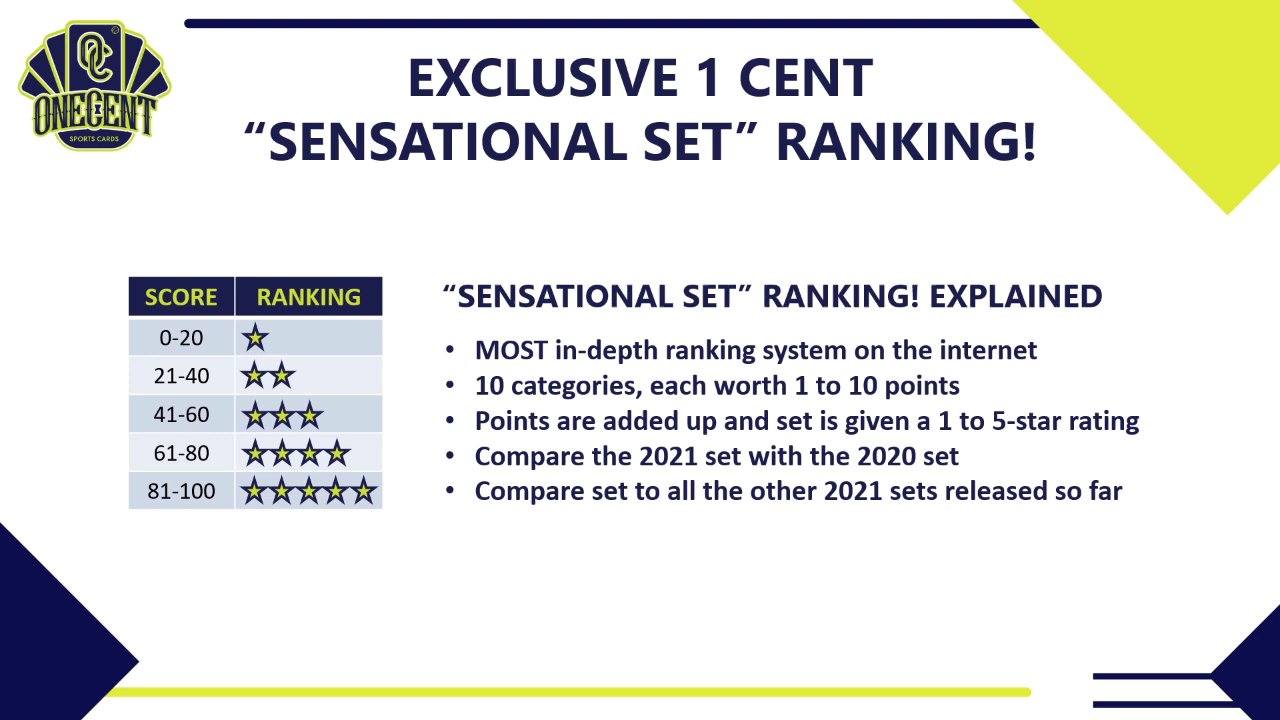 OC
ONECENT
SPORTS CARDS
EXCLUSIVE 1 CENT
“SENSATIONAL SET” RANKING!
SCORE RANKING
0-20
21-40
41-60
61-80
81-100
“SENSATIONAL SET” RANKING! EXPLAINED
• MOST in-depth ranking system on the internet
• 10 categories, each worth 1 to 10 points
• Points are added up and set is given a 1 to 5-star rating
• Compare the 2021 set with the 2020 set
• Compare set to all the other 2021 sets released so far